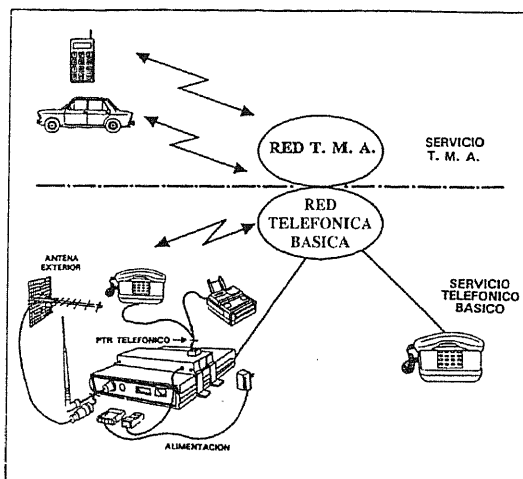 RED T. M. A.
SERVICIO
T. M. A.
RED
TELEFONICA
BASICA
ANTENA
EXTERIOR
SERVICIO
TELEFONICO
BASICO
PTR TELEFONICO
ALIMENTACION